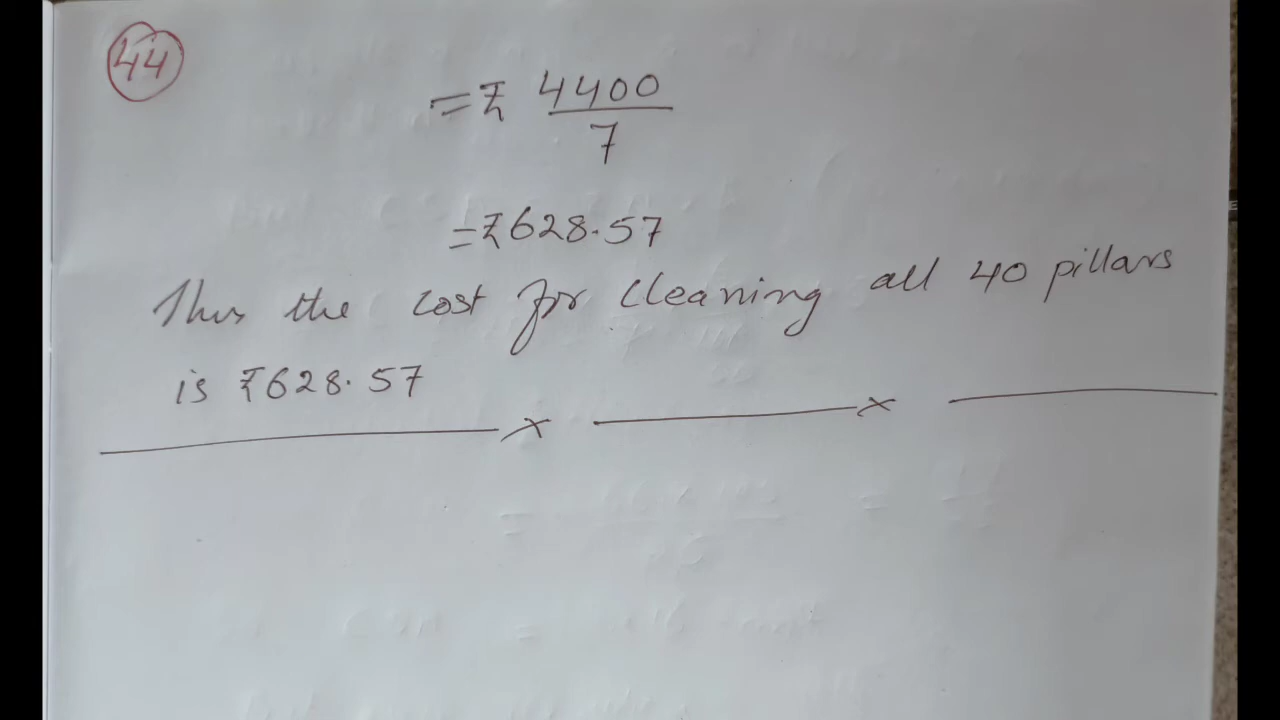 44
= ₹ 4400/7
= ₹628.57
Thus the cost for cleaning all 40 pillars
is ₹628.57
x x